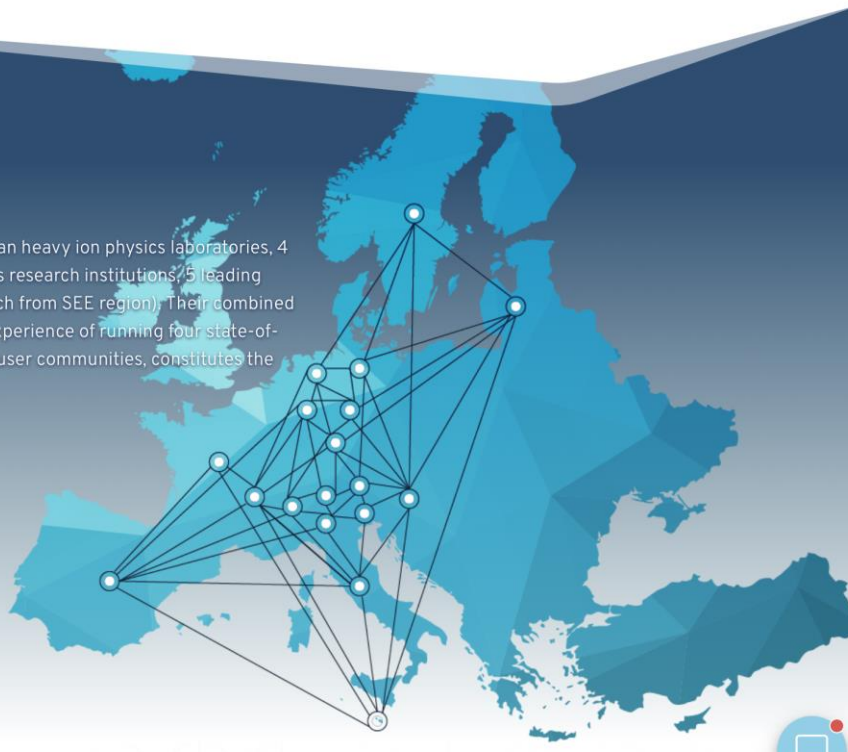 an heavy ion physics laboratories, 4
s research institutions, 5 leading
ch from SEE region). Their combined
xperience of running four state-of-
user communities, constitutes the